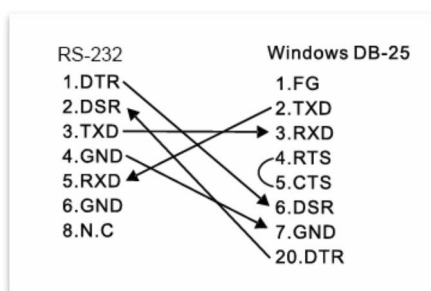 RS-232
1.DTR
2.DSR
3.TXD
4.GND
5.RXD
6.GND
8.N.C
Windows DB-25
1.FG
2.TXD
3.RXD
4.RTS
5.CTS
6.DSR
7.GND
20.DTR